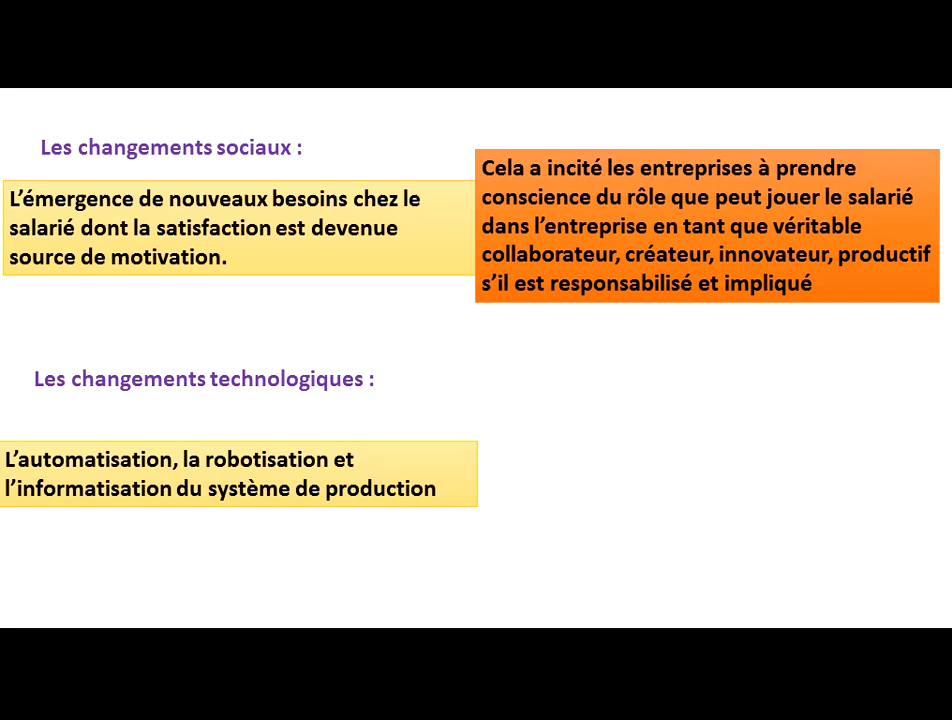 Les changements sociaux :
L’émergence de nouveaux besoins chez le
salarié dont la satisfaction est devenue
source de motivation.
Cela a incité les entreprises à prendre
conscience du rôle que peut jouer le salarié
dans l’entreprise en tant que véritable
collaborateur, créateur, innovateur, productif
s’il est responsabilisé et impliqué
Les changements technologiques :
L’automatisation, la robotisation et
l’informatisation du système de production